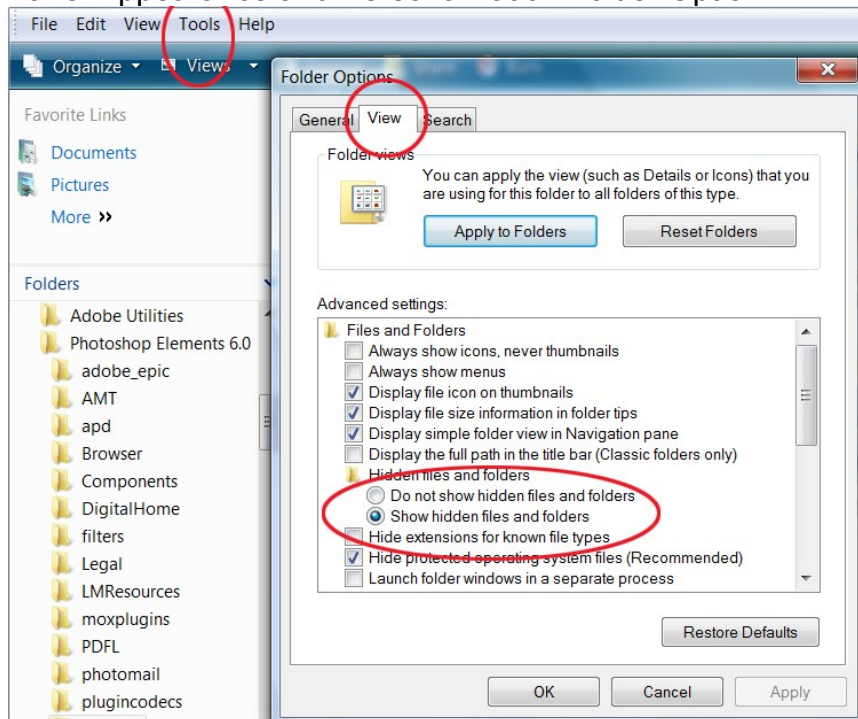 File Edit View Tools Help
Organize Views
Favorite Links
Documents
Pictures
More »
Folders
Adobe Utilities
Photoshop Elements 6.0
adobe_epic
AMT
apd
Browser
Components
DigitalHome
filters
Legal
LMResources
moxplugins
PDFL
photomail
plugincodecs
Folder Options
General View Search
Folder views
You can apply the view (such as Details or Icons) that you
are using for this folder to all folders of this type.
Apply to Folders Reset Folders
Advanced settings:
Files and Folders
Always show icons, never thumbnails
Always show menus
Display file icon on thumbnails
Display file size information in folder tips
Display simple folder view in Navigation pane
Display the full path in the title bar (Classic folders only)
Hidden files and folders
Do not show hidden files and folders
Show hidden files and folders
Hide extensions for known file types
Hide protected operating system files (Recommended)
Launch folder windows in a separate process
Restore Defaults
OK Cancel Apply